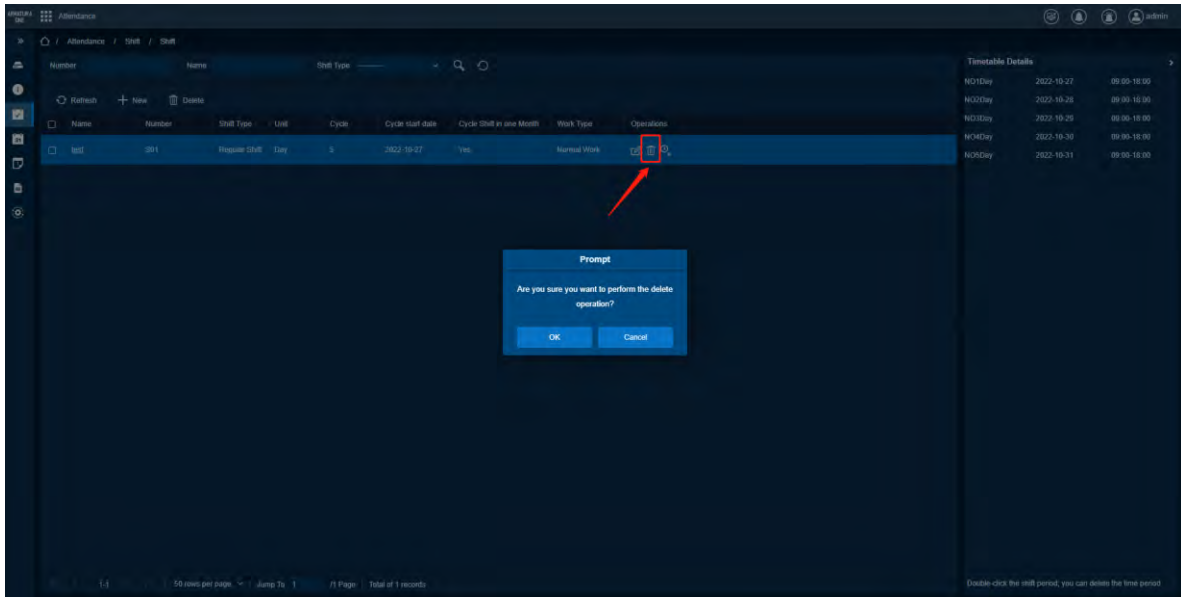 ARMATURA
ONE
Attendance
admin
/ Attendance / Shift / Shift
Number
Name
Shift Type --------
Refresh
New
Delete
Name Number Shift Type Unit Cycle Cycle start date Cycle Shift in one Month Work Type Operations
test 001 Regular Shift Day 5 2022-10-27 Yes Normal Work
Prompt
Are you sure you want to perform the delete
operation?
OK
Cancel
Timetable Details
NO1Day 2022-10-27 09:00-18:00
NO2Day 2022-10-28 09:00-18:00
NO3Day 2022-10-29 09:00-18:00
NO4Day 2022-10-30 09:00-18:00
NO5Day 2022-10-31 09:00-18:00
1-1 50 rows per page Jump To 1 /1 Page Total of 1 records
Double-click the shift period, you can delete the time period